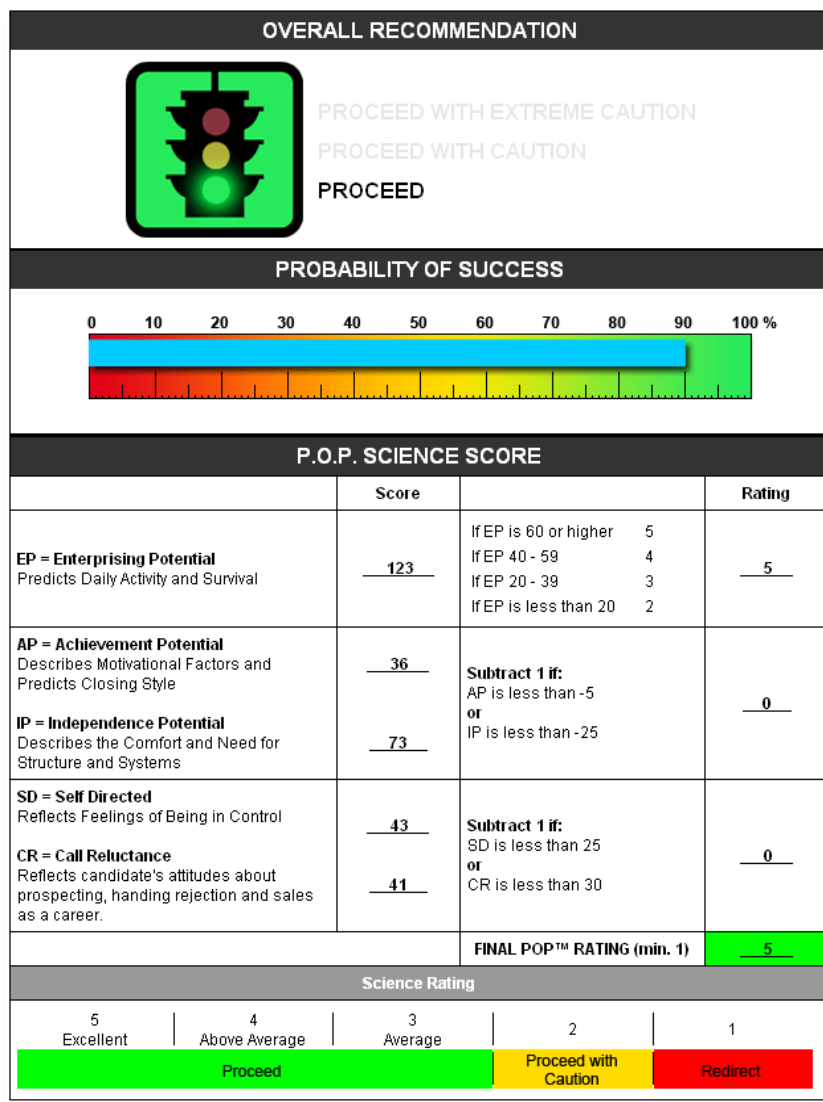 OVERALL RECOMMENDATION
PROCEED WITH EXTREME CAUTION
PROCEED WITH CAUTION
PROCEED
PROBABILITY OF SUCCESS
0 10 20 30 40 50 60 70 80 90 100 %
P.O.P. SCIENCE SCORE
Score Rating
EP = Enterprising Potential
Predicts Daily Activity and Survival
123
If EP is 60 or higher 5
If EP 40 - 59 4
If EP 20 - 39 3
If EP is less than 20 2
5
AP = Achievement Potential
Describes Motivational Factors and
Predicts Closing Style
36
IP = Independence Potential
Describes the Comfort and Need for
Structure and Systems
73
Subtract 1 if:
AP is less than -5
or
IP is less than -25
0
SD = Self Directed
Reflects Feelings of Being in Control
43
CR = Call Reluctance
Reflects candidate's attitudes about
prospecting, handing rejection and sales
as a career.
41
Subtract 1 if:
SD is less than 25
or
CR is less than 30
0
FINAL POP™ RATING (min. 1) 5
Science Rating
5 4 3 2 1
Excellent Above Average Average
Proceed
Proceed with
Caution
Redirect